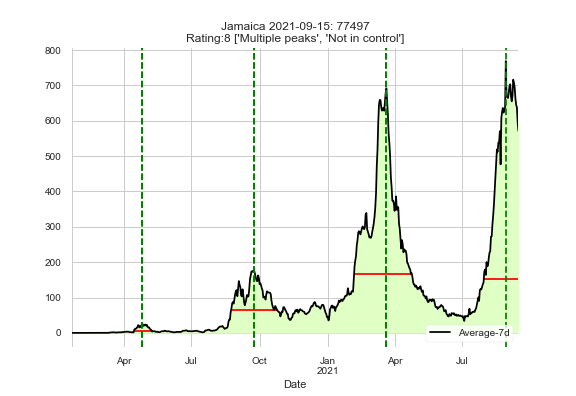 Jamaica 2021-09-15: 77497
Rating:8 ['Multiple peaks', 'Not in control']
800
700
600
500
400
300
200
100
0
Average-7d
Apr
Jul
Oct
Jan
2021
Apr
Jul
Date